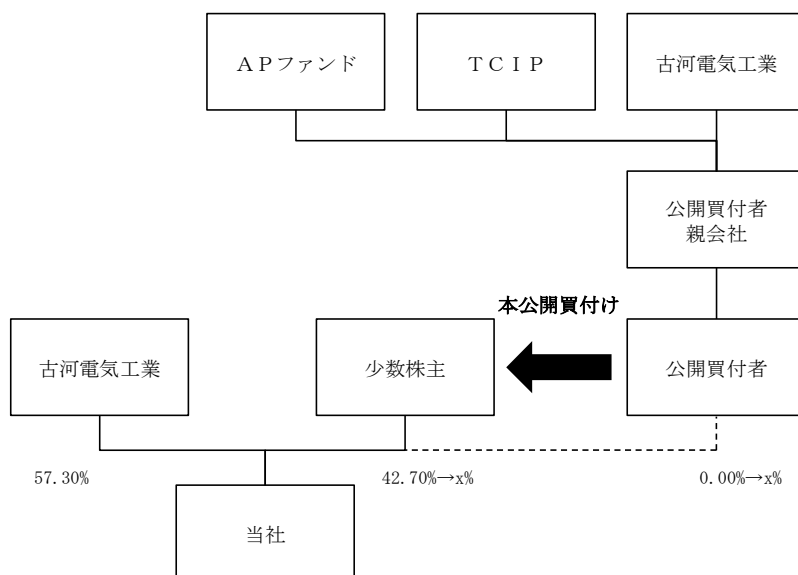 ＡＰファンド
ＴＣＩＰ
古河電気工業
公開買付者
親会社
本公開買付け
古河電気工業
少数株主
公開買付者
57.30%
42.70%→x%
0.00%→x%
当社